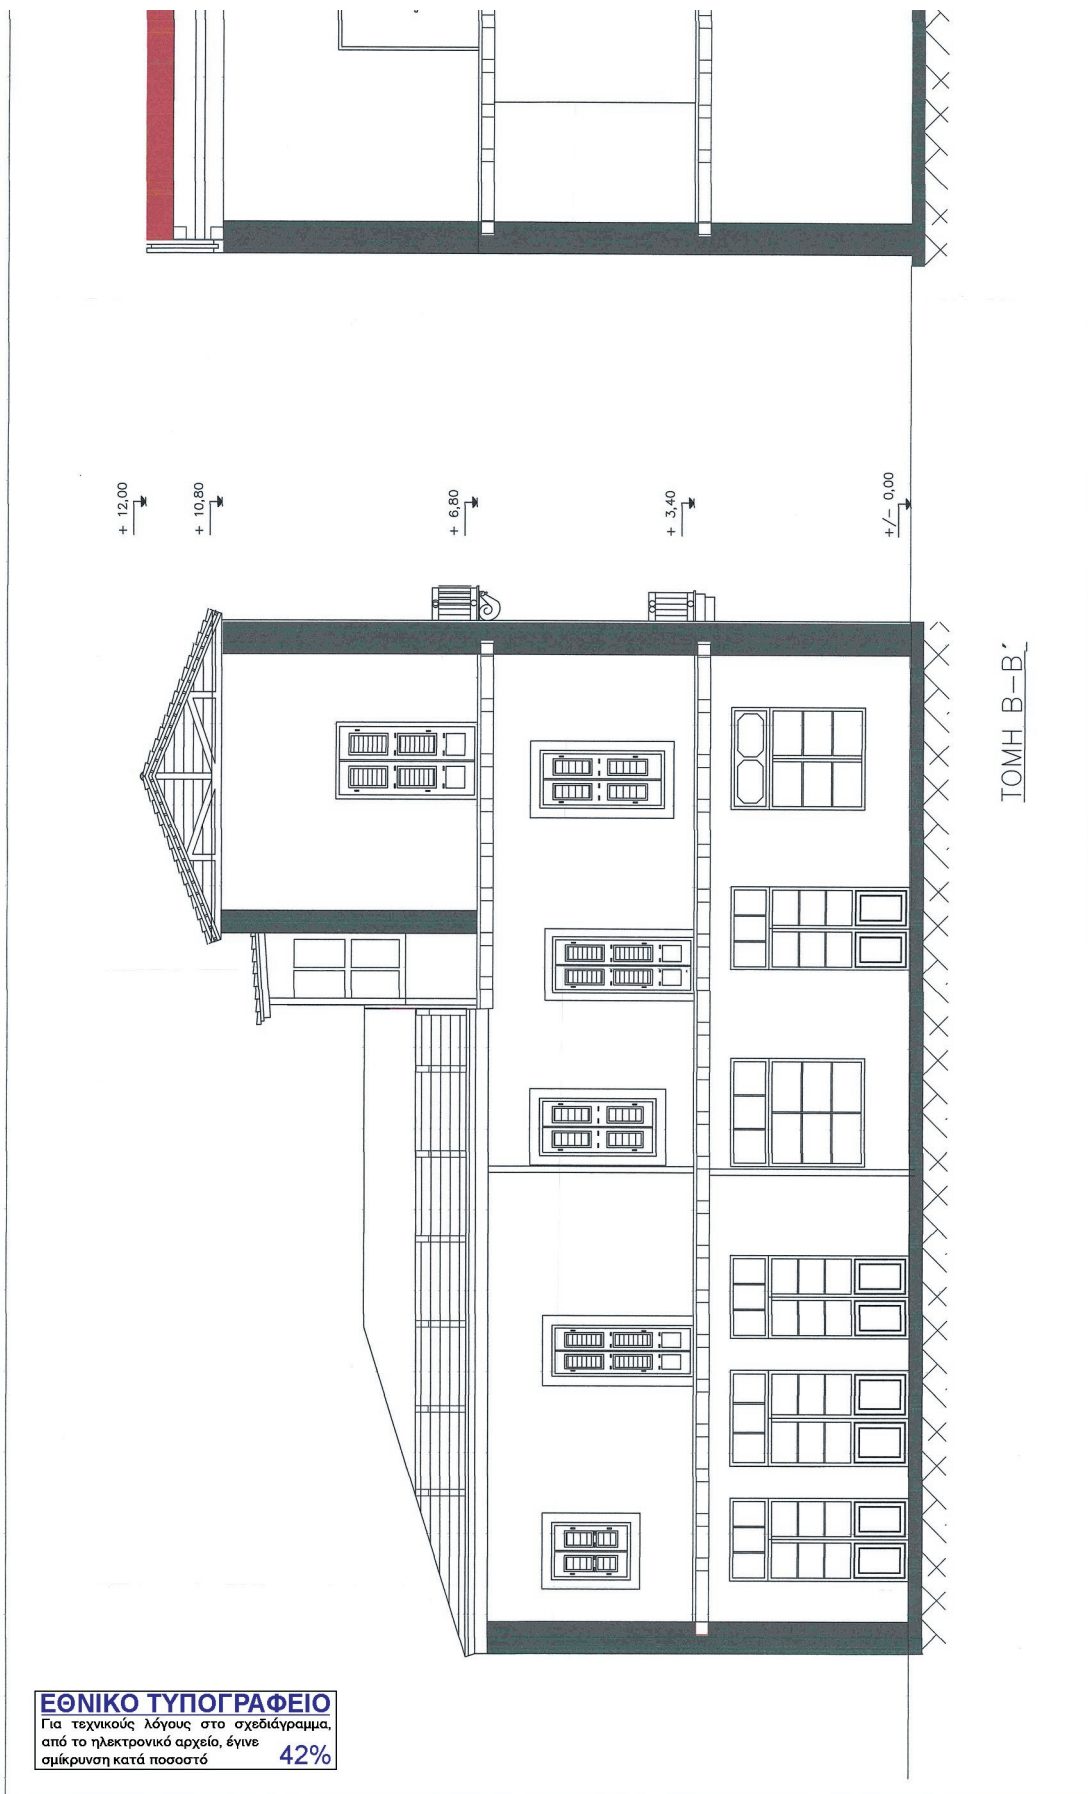 + 12,00
+ 10,80
+ 6,80
+ 3,40
+/− 0,00
ΤΟΜΗ Β−Β΄
ΕΘΝΙΚΟ ΤΥΠΟΓΡΑΦΕΙΟ
Για τεχνικούς λόγους στο σχεδιάγραμμα,
από το ηλεκτρονικό αρχείο, έγινε
σμίκρυνση κατά ποσοστό 42%